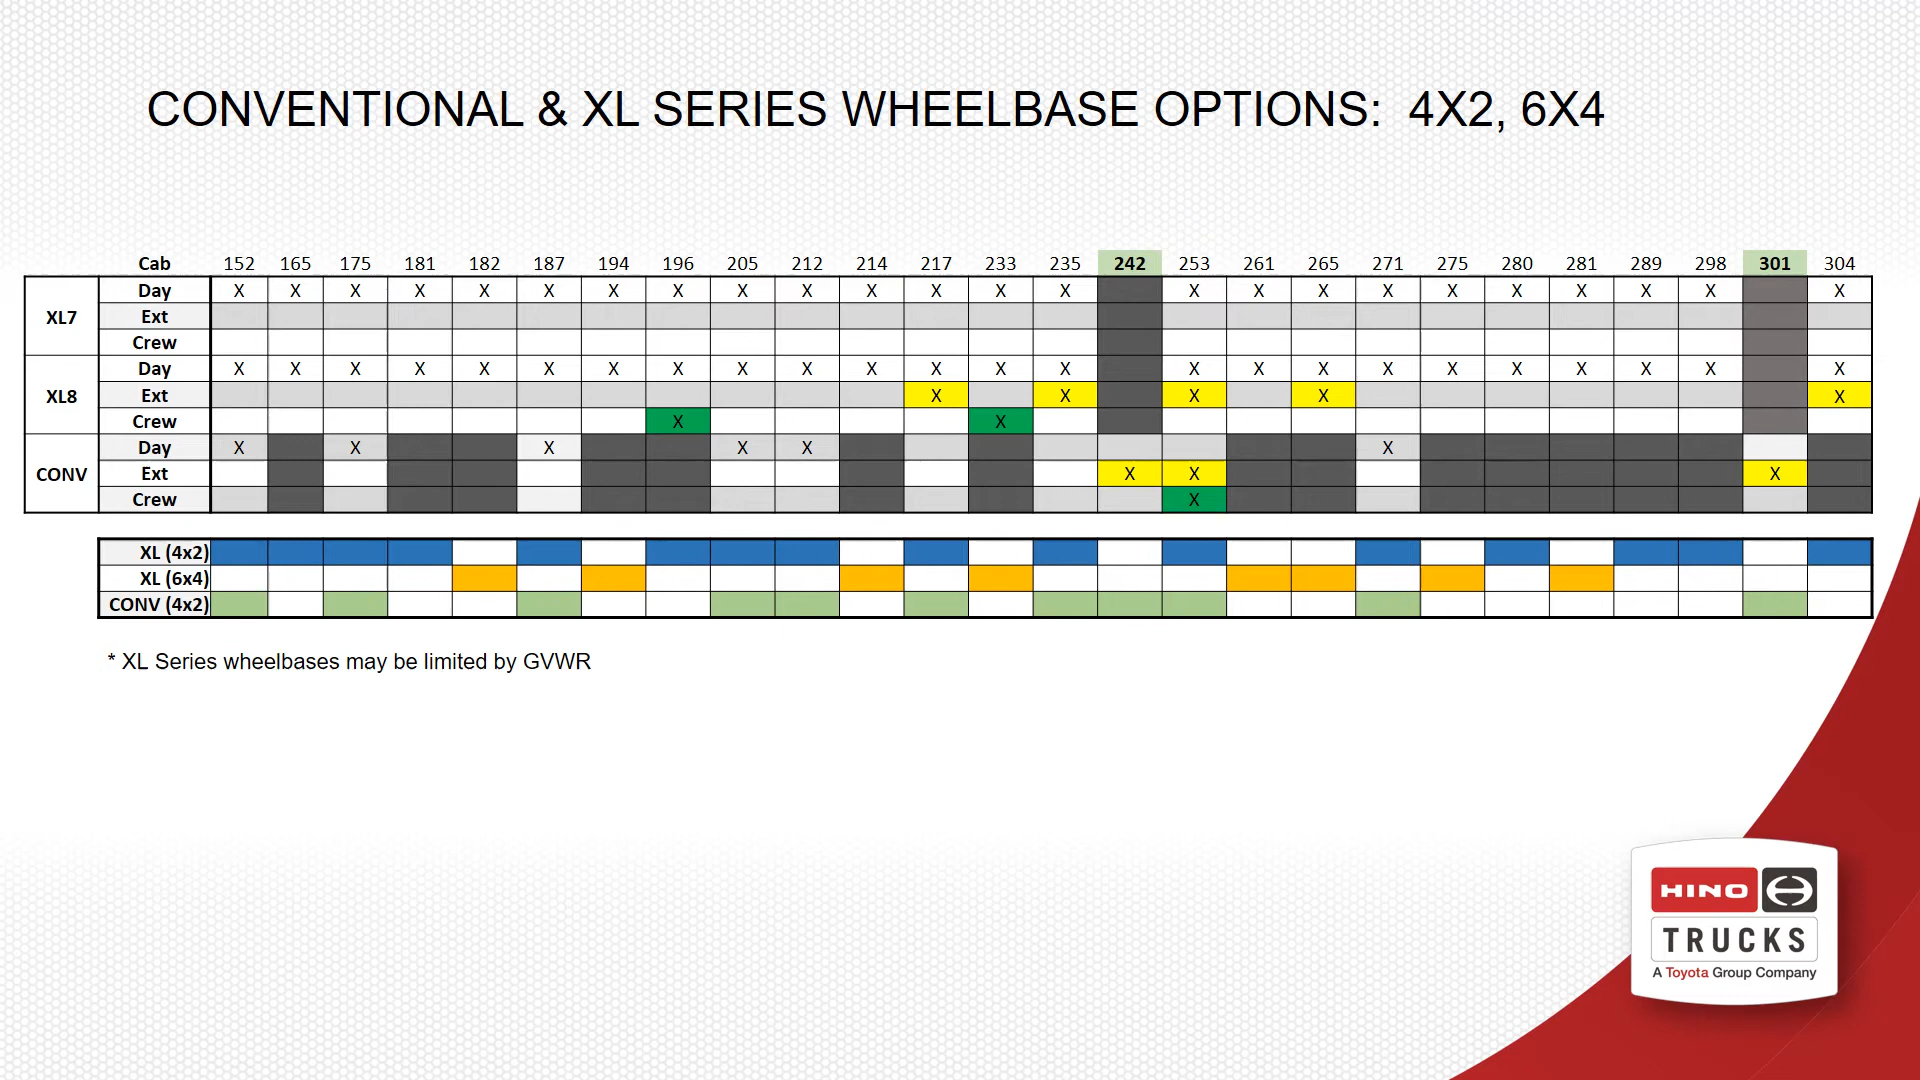 CONVENTIONAL & XL SERIES WHEELBASE OPTIONS: 4X2, 6X4
Cab 152 165 175 181 182 187 194 196 205 212 214 217 233 235 242 253 261 265 271 275 280 281 289 298 301 304
XL7
Day X X X X X X X X X X X X X X X X X X X X X X X X
Ext
Crew
XL8
Day X X X X X X X X X X X X X X X X X X X X X X X X
Ext X X X X X
Crew X X
CONV
Day X X X X X X
Ext X X X
Crew X
XL (4x2)
XL (6x4)
CONV (4x2)
* XL Series wheelbases may be limited by GVWR
HINO
TRUCKS
A Toyota Group Company